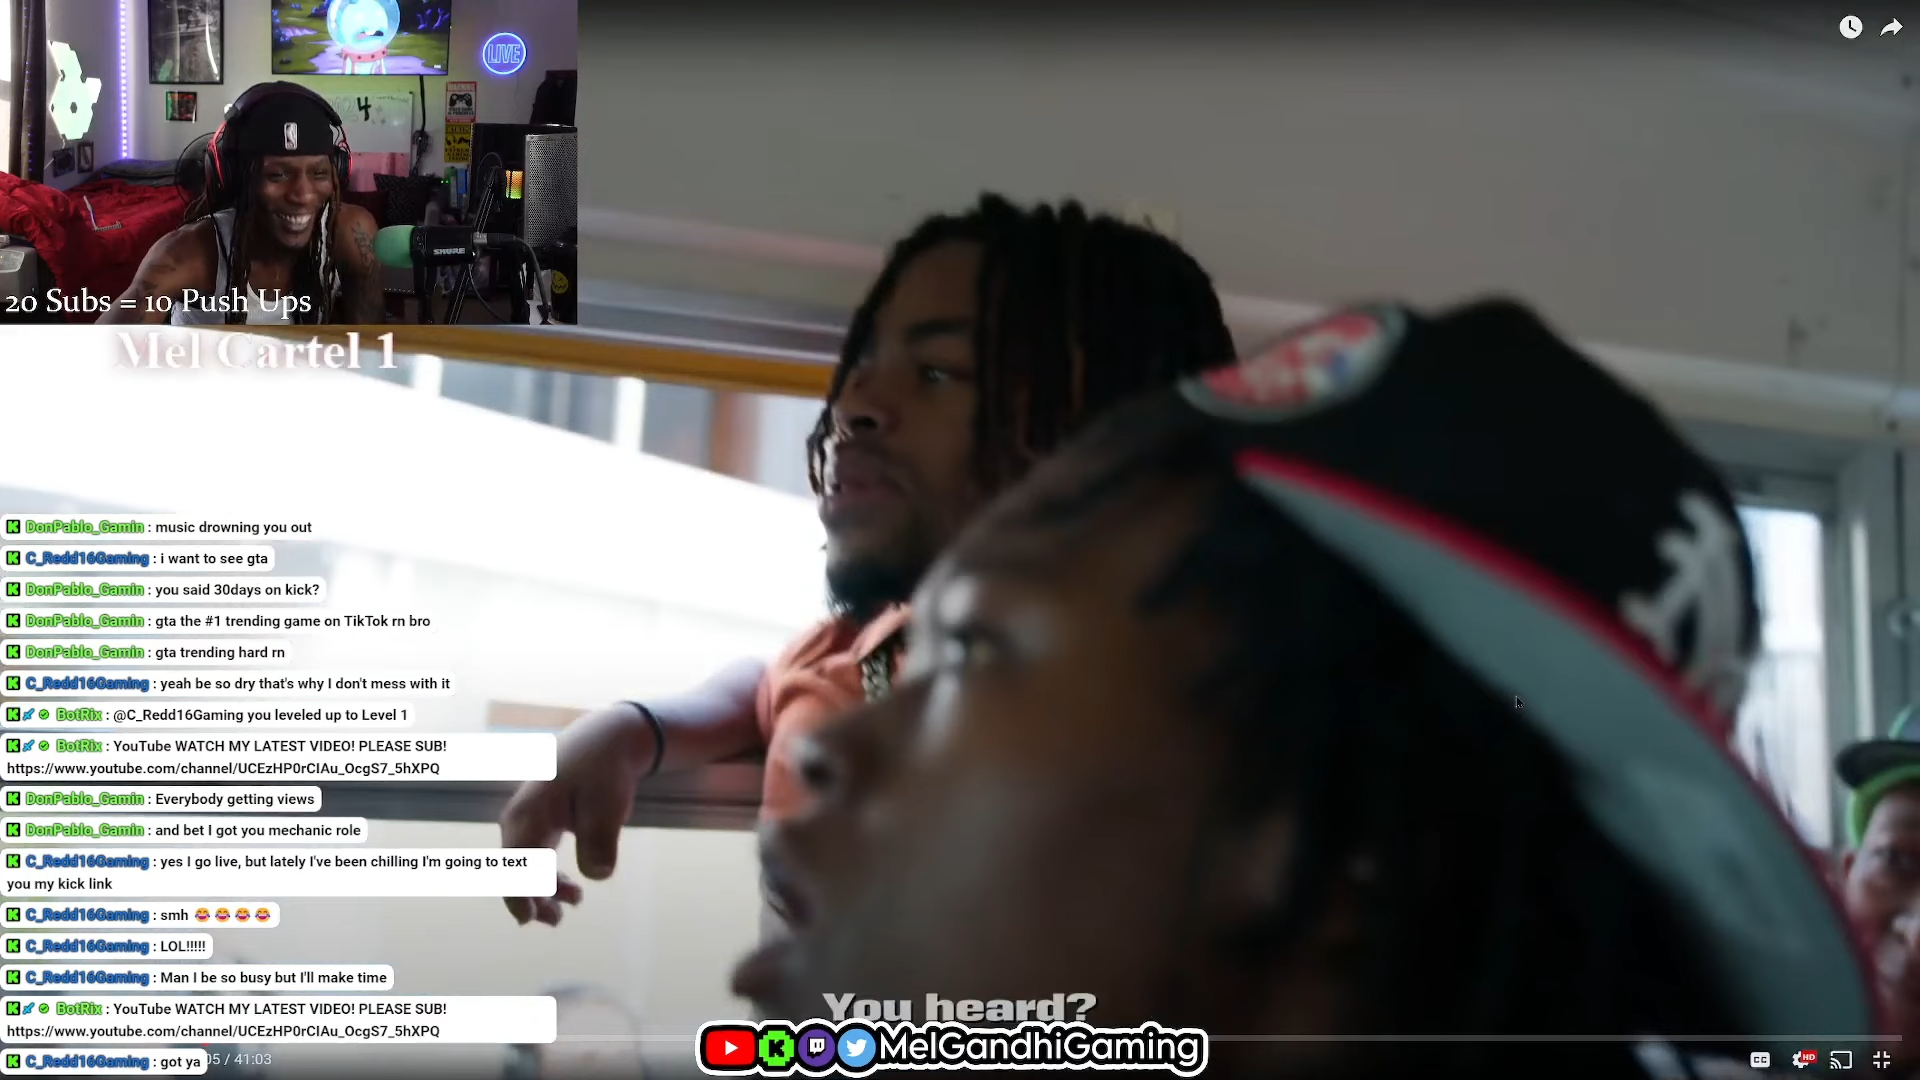 LIVE
SHURE
20 Subs = 10 Push Ups
Mel Cartel 1
DonPablo_Gamin : music drowning you out
C_Redd16Gaming : i want to see gta
DonPablo_Gamin : you said 30days on kick?
DonPablo_Gamin : gta the #1 trending game on TikTok rn bro
DonPablo_Gamin : gta trending hard rn
C_Redd16Gaming : yeah be so dry that's why I don't mess with it
BotRix : @C_Redd16Gaming you leveled up to Level 1
BotRix : YouTube WATCH MY LATEST VIDEO! PLEASE SUB!
https://www.youtube.com/channel/UCEzHP0rCIAu_OcgS7_5hXPQ
DonPablo_Gamin : Everybody getting views
DonPablo_Gamin : and bet I got you mechanic role
C_Redd16Gaming : yes I go live, but lately I've been chilling I'm going to text
you my kick link
C_Redd16Gaming : smh 😂 😂 😂 😂
C_Redd16Gaming : LOL!!!!!
C_Redd16Gaming : Man I be so busy but I'll make time
BotRix : YouTube WATCH MY LATEST VIDEO! PLEASE SUB!
https://www.youtube.com/channel/UCEzHP0rCIAu_OcgS7_5hXPQ
C_Redd16Gaming : got ya
05 / 41:03
You heard?
MelGandhiGaming
CC
HD